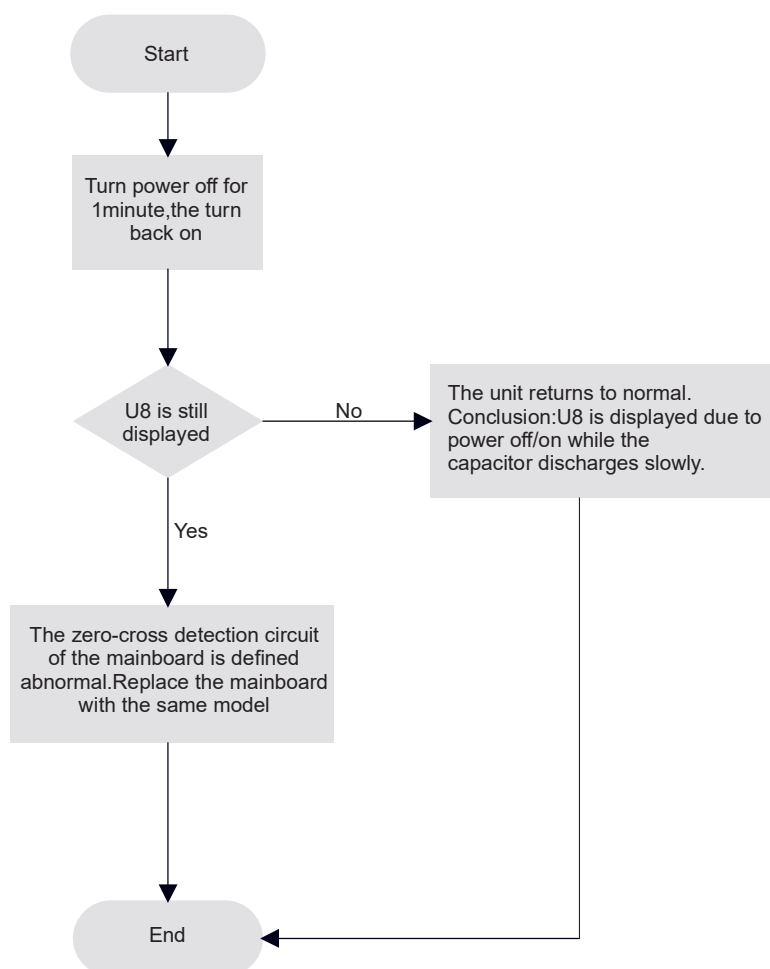 Start
Turn power off for
1minute,the turn
back on
U8 is still
displayed
No
The unit returns to normal.
Conclusion:U8 is displayed due to
power off/on while the
capacitor discharges slowly.
Yes
The zero-cross detection circuit
of the mainboard is defined
abnormal.Replace the mainboard
with the same model
End